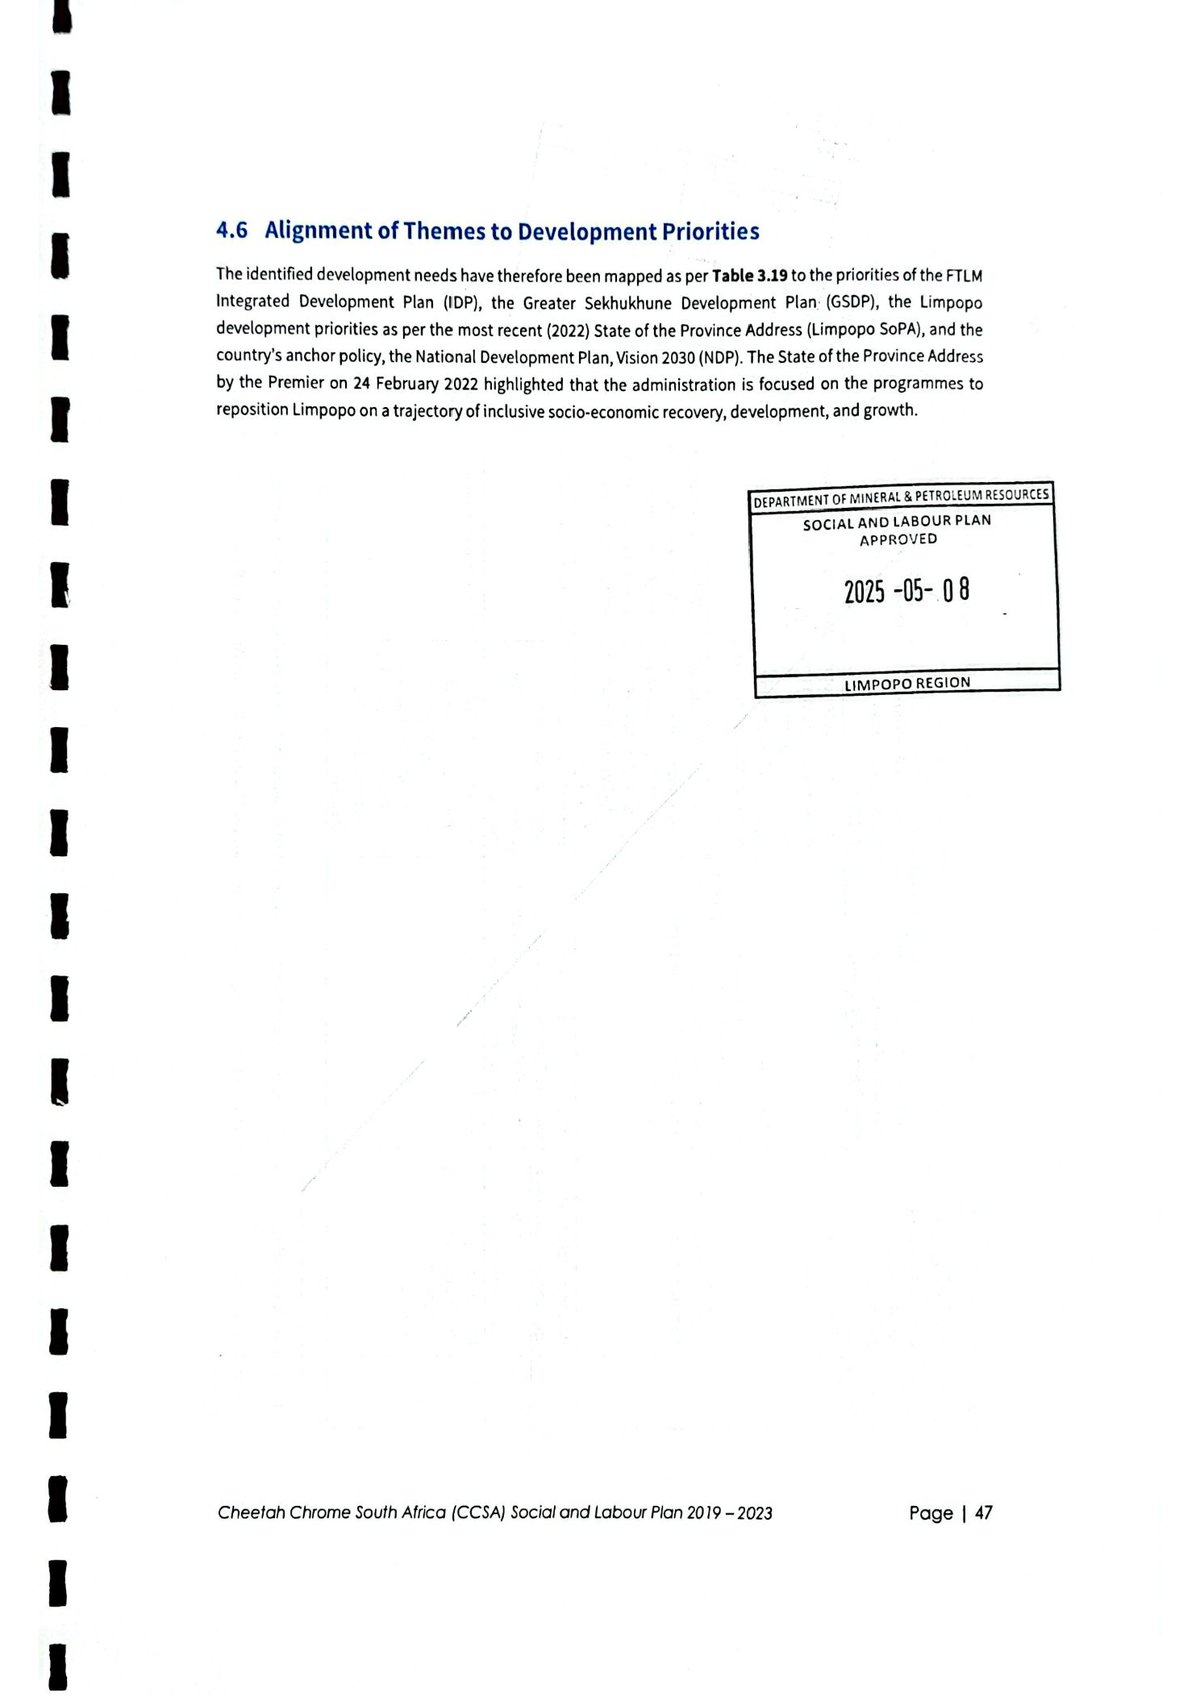 4.6 Alignment of Themes to Development Priorities
The identified development needs have therefore been mapped as per Table 3.19 to the priorities of the FTLM
Integrated Development Plan (IDP), the Greater Sekhukhune Development Plan (GSDP), the Limpopo
development priorities as per the most recent (2022) State of the Province Address (Limpopo SoPA), and the
country's anchor policy, the National Development Plan, Vision 2030 (NDP). The State of the Province Address
by the Premier on 24 February 2022 highlighted that the administration is focused on the programmes to
reposition Limpopo on a trajectory of inclusive socio-economic recovery, development, and growth.
DEPARTMENT OF MINERAL & PETROLEUM RESOURCES
SOCIAL AND LABOUR PLAN
APPROVED
2025 -05- 08
LIMPOPO REGION
Cheetah Chrome South Africa (CCSA) Social and Labour Plan 2019 – 2023 Page | 47